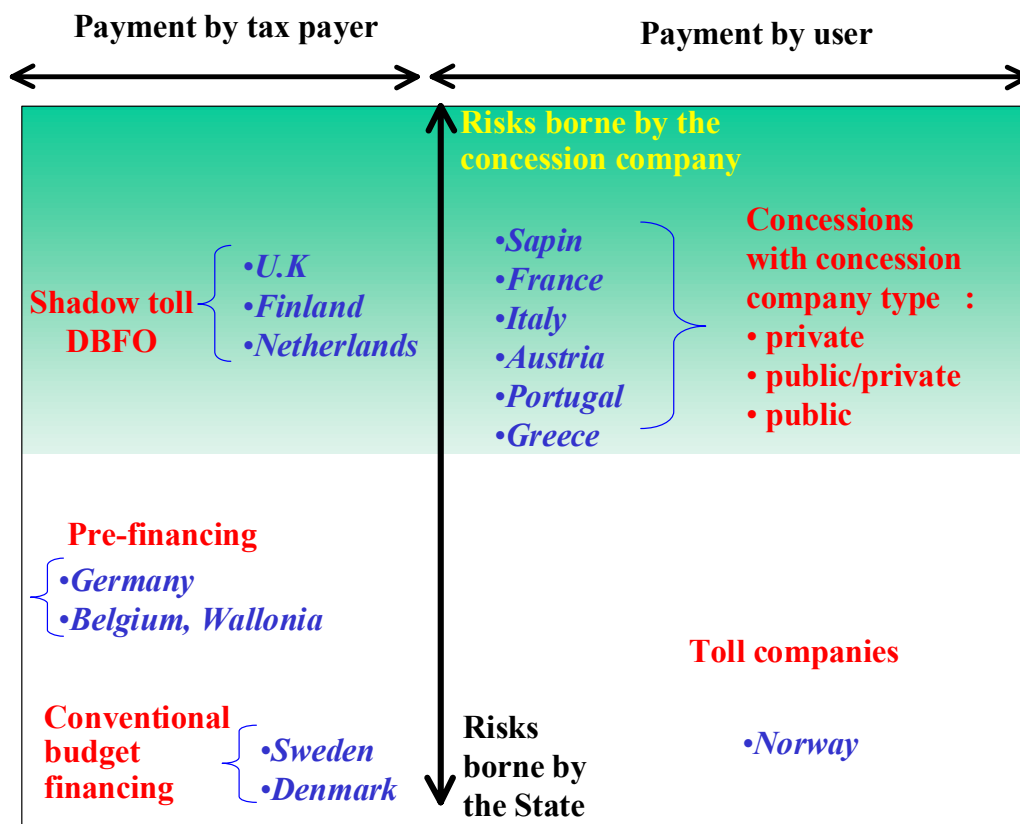 Payment by tax payer
Payment by user
Risks borne by the
concession company
Shadow toll
DBFO
•U.K
•Finland
•Netherlands
•Sapin
•France
•Italy
•Austria
•Portugal
•Greece
Concessions
with concession
company type :
• private
• public/private
• public
Pre-financing
•Germany
•Belgium, Wallonia
Conventional
budget
financing
•Sweden
•Denmark
Risks
borne by
the State
Toll companies
•Norway